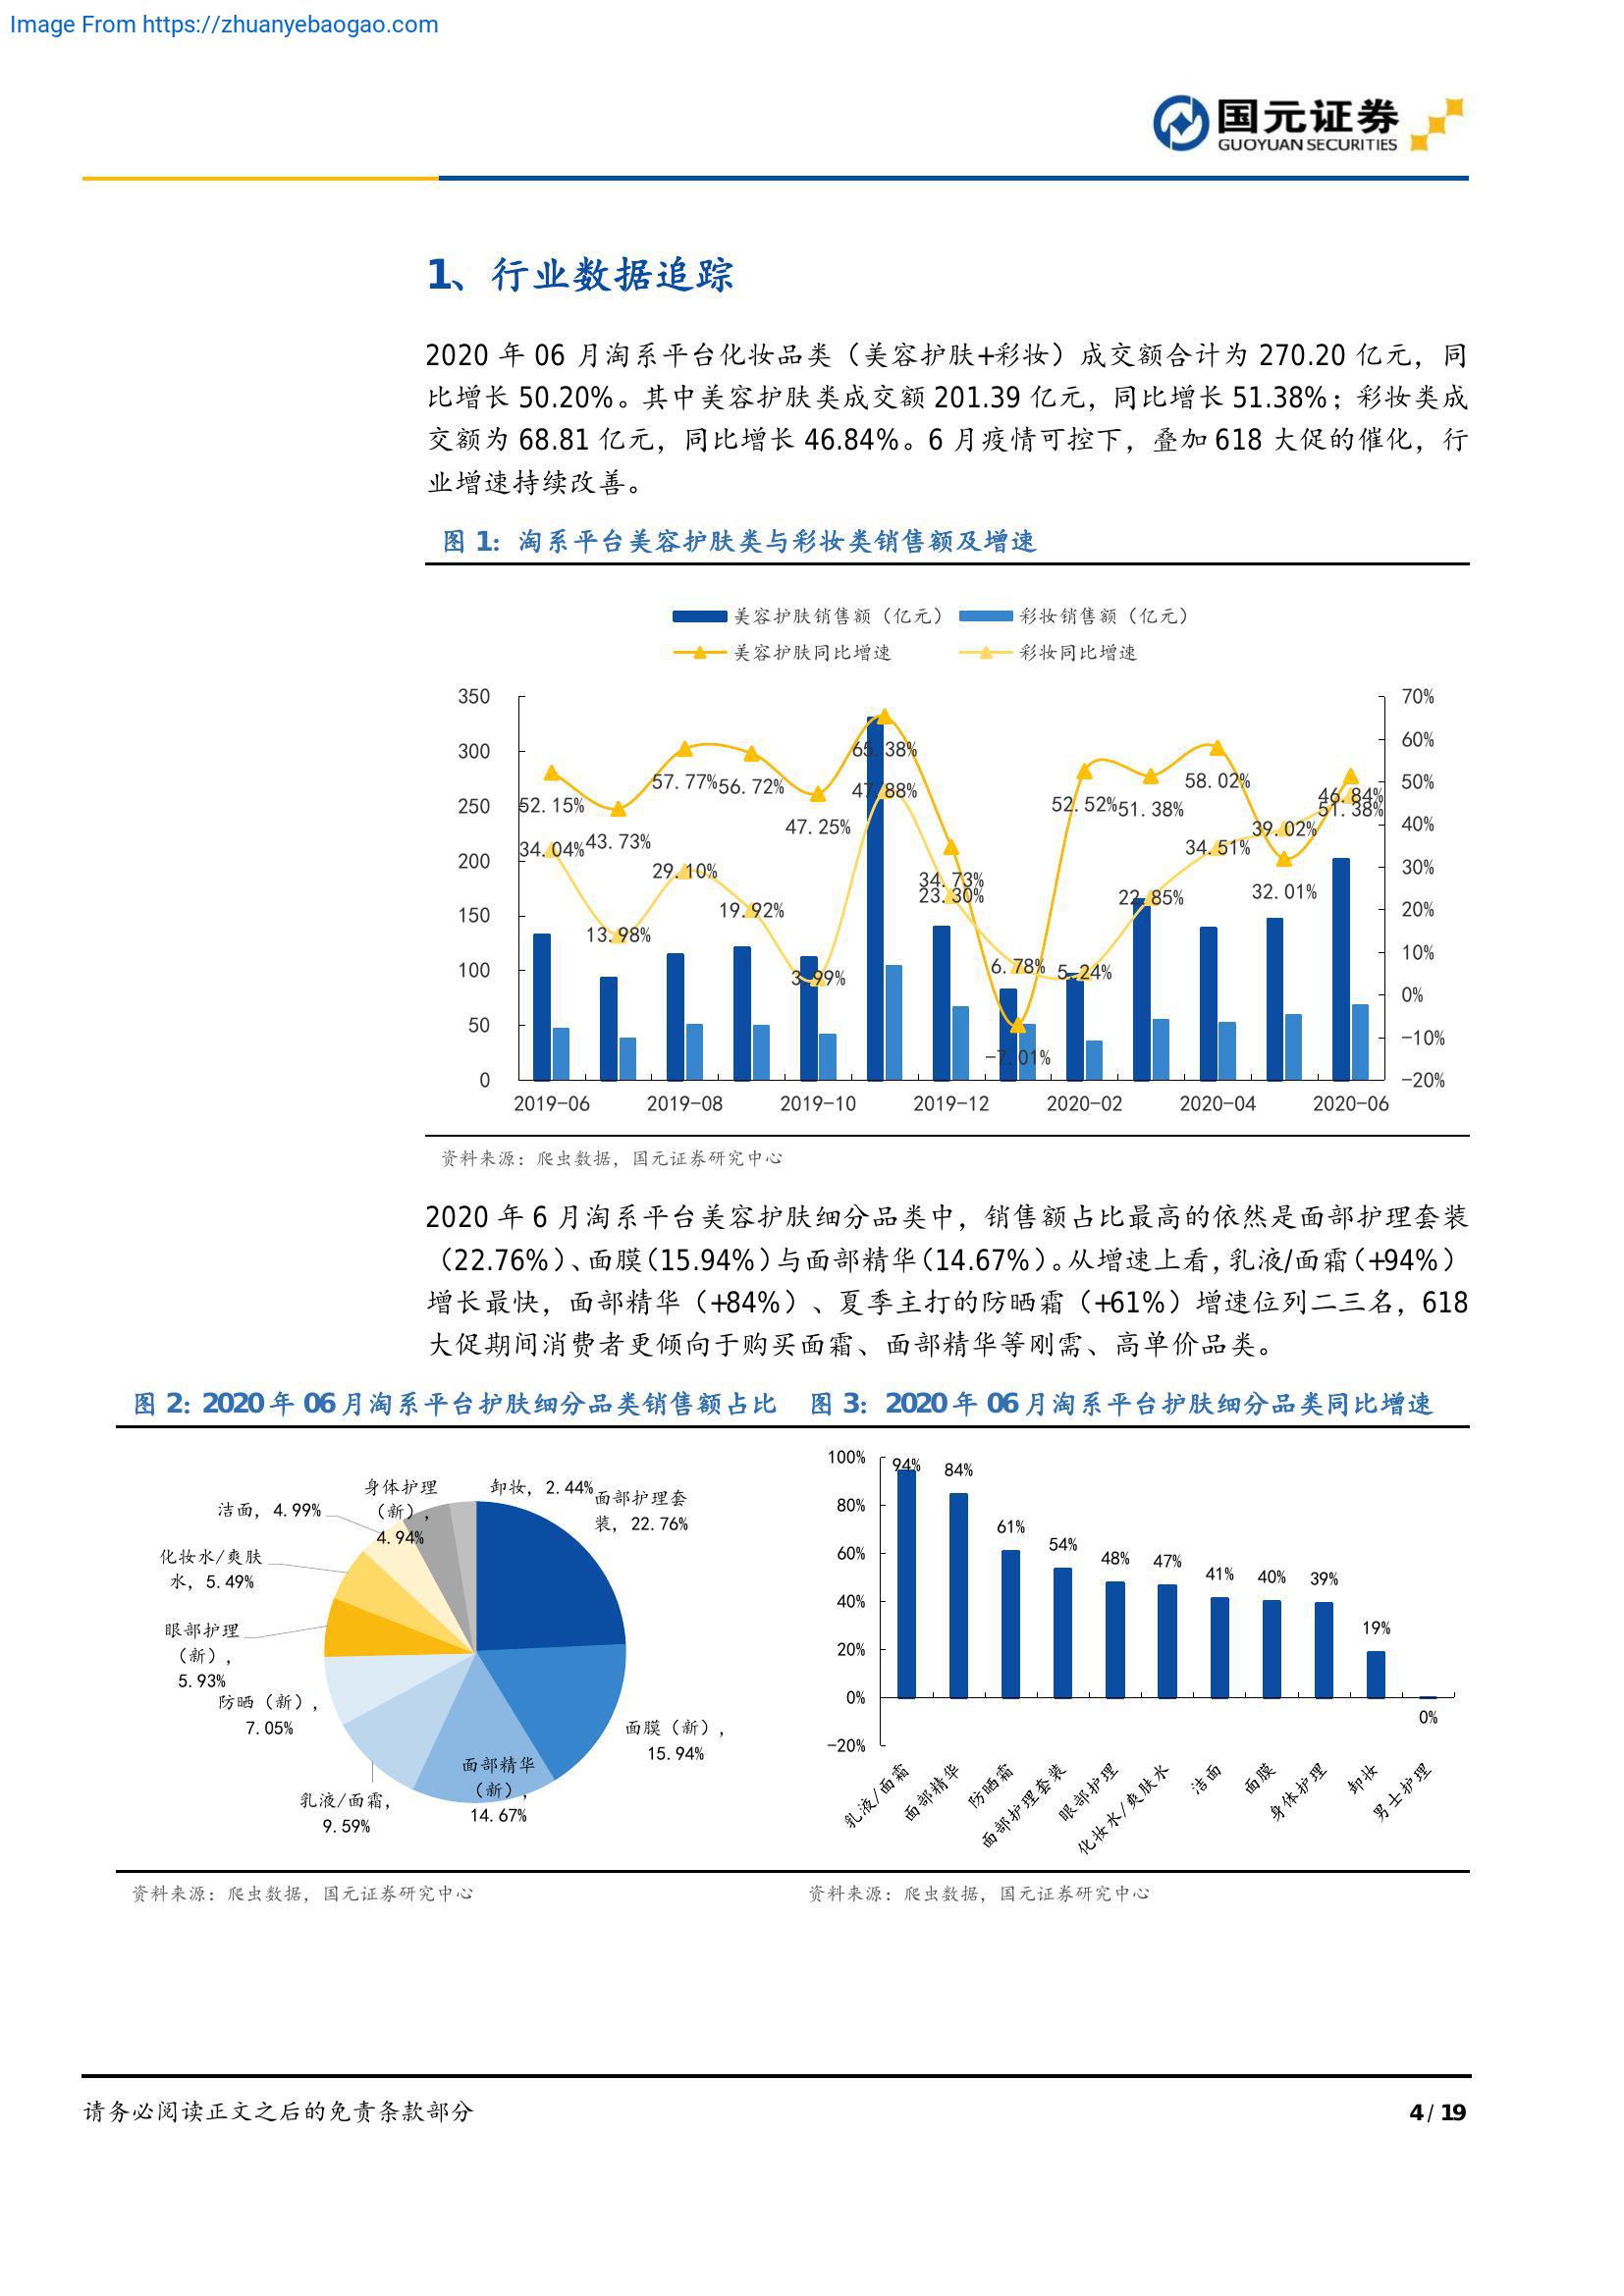 Image From https://zhuanyebaogao.com
国元证券
GUOYUAN SECURITIES
1、行业数据追踪
2020 年 06 月淘系平台化妆品类（美容护肤+彩妆）成交额合计为 270.20 亿元，同
比增长 50.20%。其中美容护肤类成交额 201.39 亿元，同比增长 51.38%；彩妆类成
交额为 68.81 亿元，同比增长 46.84%。6 月疫情可控下，叠加 618 大促的催化，行
业增速持续改善。
图 1：淘系平台美容护肤类与彩妆类销售额及增速
美容护肤销售额（亿元） 彩妆销售额（亿元）
美容护肤同比增速 彩妆同比增速
350 70%
300 60%
250 50%
200 40%
150 30%
100 20%
50 10%
0 0%
-10%
-20%
52.15% 43.73% 57.77% 56.72% 47.25% 65.38% 34.73% -7.01% 52.52% 51.38% 58.02% 32.01% 51.38%
34.04% 13.98% 29.10% 19.92% 3.99% 47.88% 23.30% 6.78% 5.24% 22.85% 34.51% 39.02% 46.84%
2019-06 2019-08 2019-10 2019-12 2020-02 2020-04 2020-06
资料来源：爬虫数据，国元证券研究中心
2020 年 6 月淘系平台美容护肤细分品类中，销售额占比最高的依然是面部护理套装
（22.76%）、面膜（15.94%）与面部精华（14.67%）。从增速上看，乳液/面霜（+94%）
增长最快，面部精华（+84%）、夏季主打的防晒霜（+61%）增速位列二三名，618
大促期间消费者更倾向于购买面霜、面部精华等刚需、高单价品类。
图 2：2020 年 06 月淘系平台护肤细分品类销售额占比
身体护理
（新），
4.94%
卸妆，2.44%
面部护理套
装，22.76%
洁面，4.99%
化妆水/爽肤
水，5.49%
眼部护理
（新），
5.93%
防晒（新），
7.05%
乳液/面霜，
9.59%
面部精华
（新），
14.67%
面膜（新），
15.94%
资料来源：爬虫数据，国元证券研究中心
图 3：2020 年 06 月淘系平台护肤细分品类同比增速
100%
80%
60%
40%
20%
0%
-20%
94% 84% 61% 54% 48% 47% 41% 40% 39% 19% 0%
乳液/面霜 面部精华 防晒霜 面部护理套装 眼部护理 化妆水/爽肤水 洁面 面膜 身体护理 卸妆 男士护理
资料来源：爬虫数据，国元证券研究中心
请务必阅读正文之后的免责条款部分
4 / 19